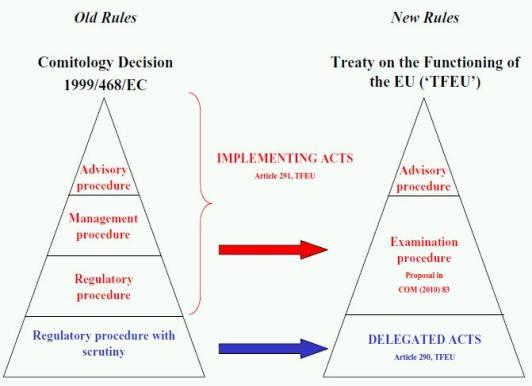 Old Rules
Comitology Decision
1999/468/EC
Advisory
procedure
Management
procedure
Regulatory
procedure
Regulatory procedure with
scrutiny
IMPLEMENTING ACTS
Article 291, TFEU
New Rules
Treaty on the Functioning of
the EU (‘TFEU’)
Advisory
procedure
Examination
procedure
Proposal in
COM (2010) 83
DELEGATED ACTS
Article 290, TFEU